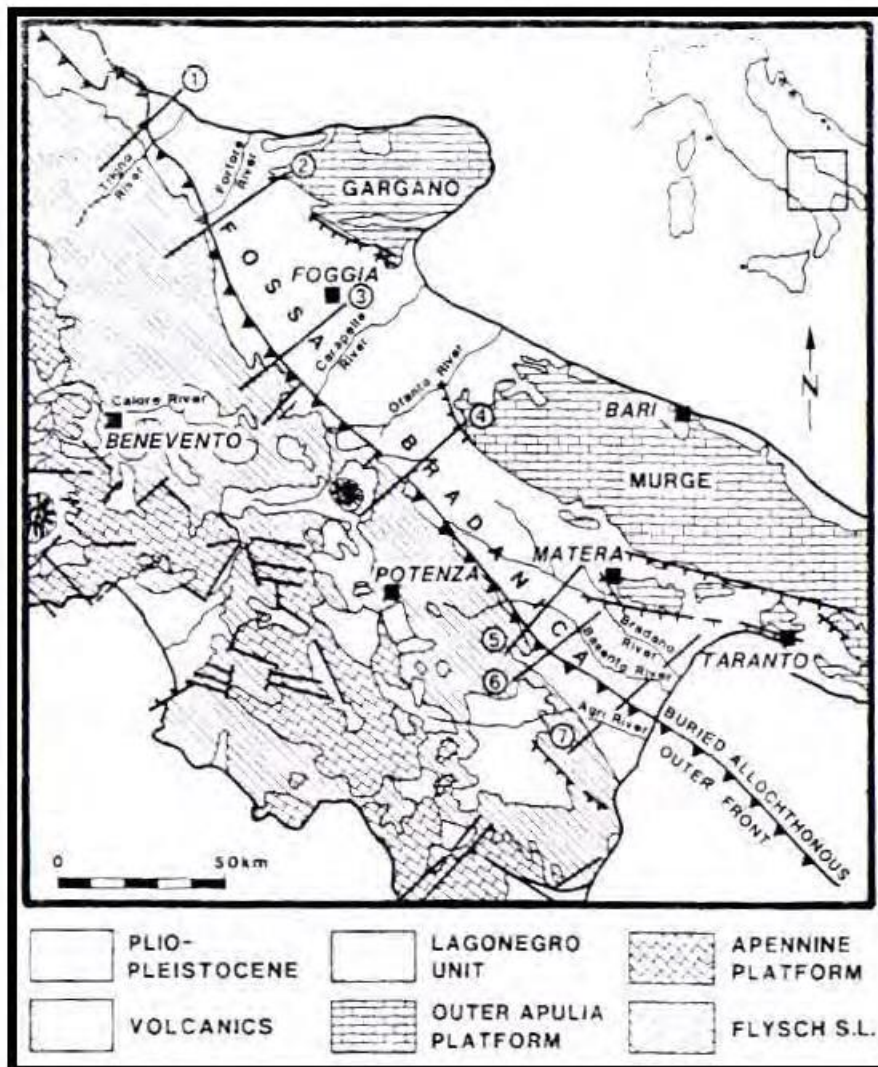 1
Trigno
River
Fortore
River
2
GARGANO
FOSSA
FOGGIA
3
Carapelle
River
Ofanto River
Calore River
BENEVENTO
4
BARI
MURGE
BRADANICA
MATERA
POTENZA
N
5
Bradano
River
Basento River
TARANTO
6
Agri River
7
BURIED ALLOCHTHONOUS
OUTER FRONT
0 50km
PLIO-
PLEISTOCENE
LAGONEGRO
UNIT
APENNINE
PLATFORM
VOLCANICS
OUTER APULIA
PLATFORM
FLYSCH S.L.